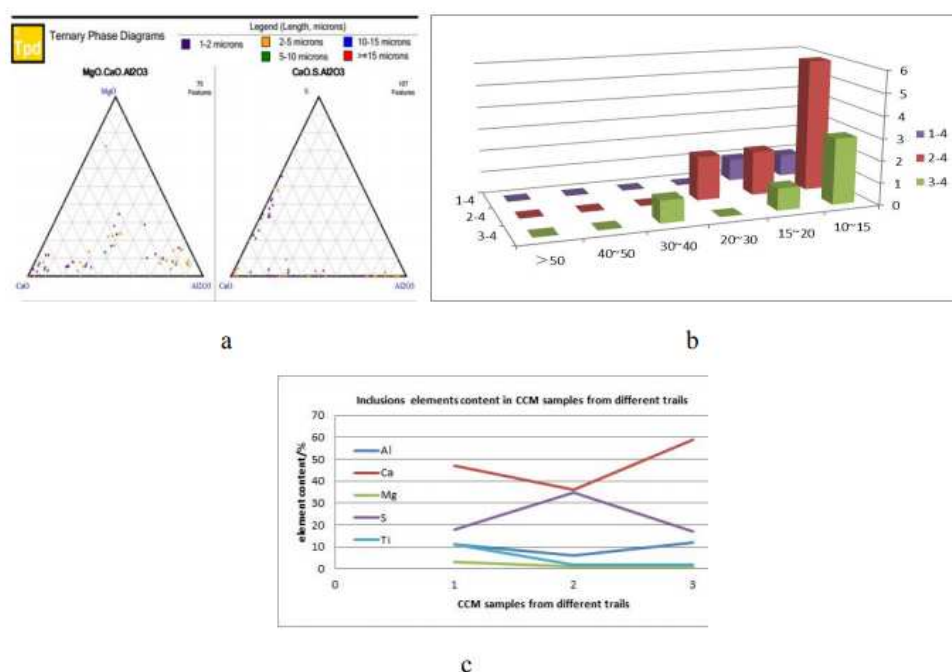 Tpd
Ternary Phase Diagrams
Legend (Length, microns)
1-2 microns
2-5 microns
10-15 microns
5-10 microns
>=15 microns
MgO.CaO.Al2O3
Features
MgO
CaO
Al2O3
CaO.S.Al2O3
Features
S
CaO
Al2O3
a
6
5
4
3
2
1
0
1-4
2-4
3-4
1-4
2-4
3-4
>50
40~50
30~40
20~30
15~20
10~15
b
Inclusions elements content in CCM samples from different trails
element content/%
70
60
50
40
30
20
10
0
Al
Ca
Mg
S
Ti
0
1
2
3
CCM samples from different trails
c